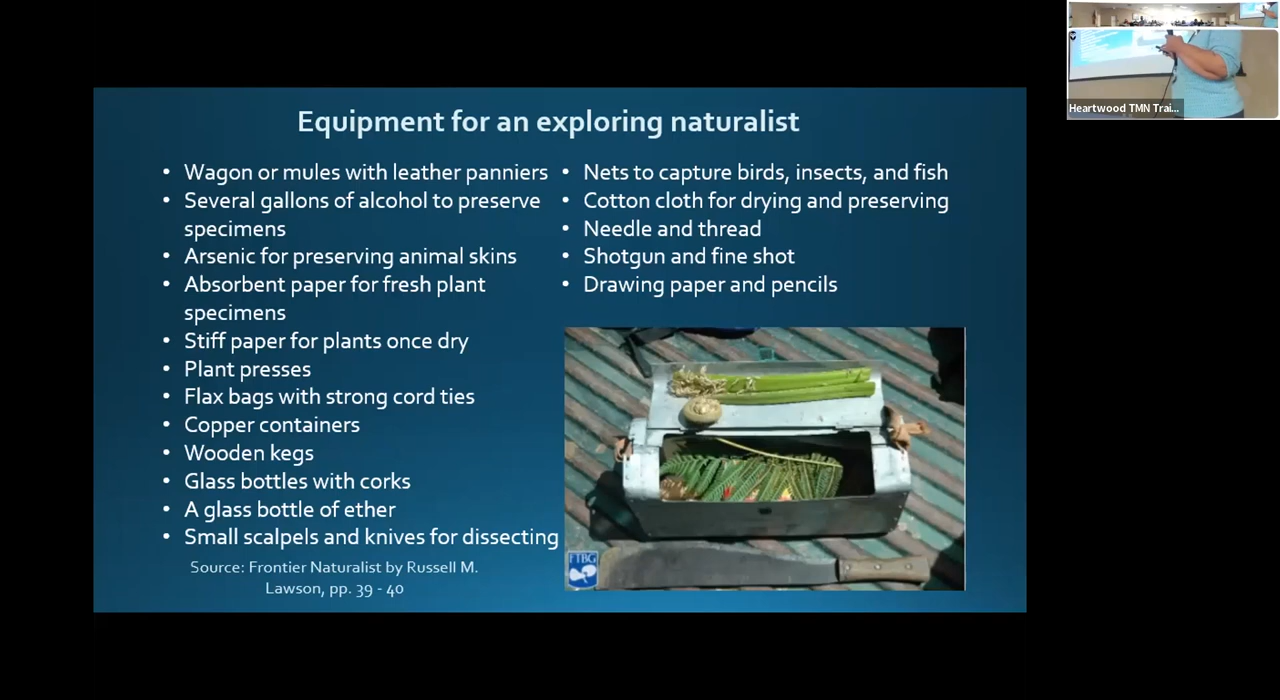 Equipment for an exploring naturalist
• Wagon or mules with leather panniers
• Several gallons of alcohol to preserve
specimens
• Arsenic for preserving animal skins
• Absorbent paper for fresh plant
specimens
• Stiff paper for plants once dry
• Plant presses
• Flax bags with strong cord ties
• Copper containers
• Wooden kegs
• Glass bottles with corks
• A glass bottle of ether
• Small scalpels and knives for dissecting
Source: Frontier Naturalist by Russell M.
Lawson, pp. 39 - 40
• Nets to capture birds, insects, and fish
• Cotton cloth for drying and preserving
• Needle and thread
• Shotgun and fine shot
• Drawing paper and pencils
FTBG
Heartwood TMN Trai...